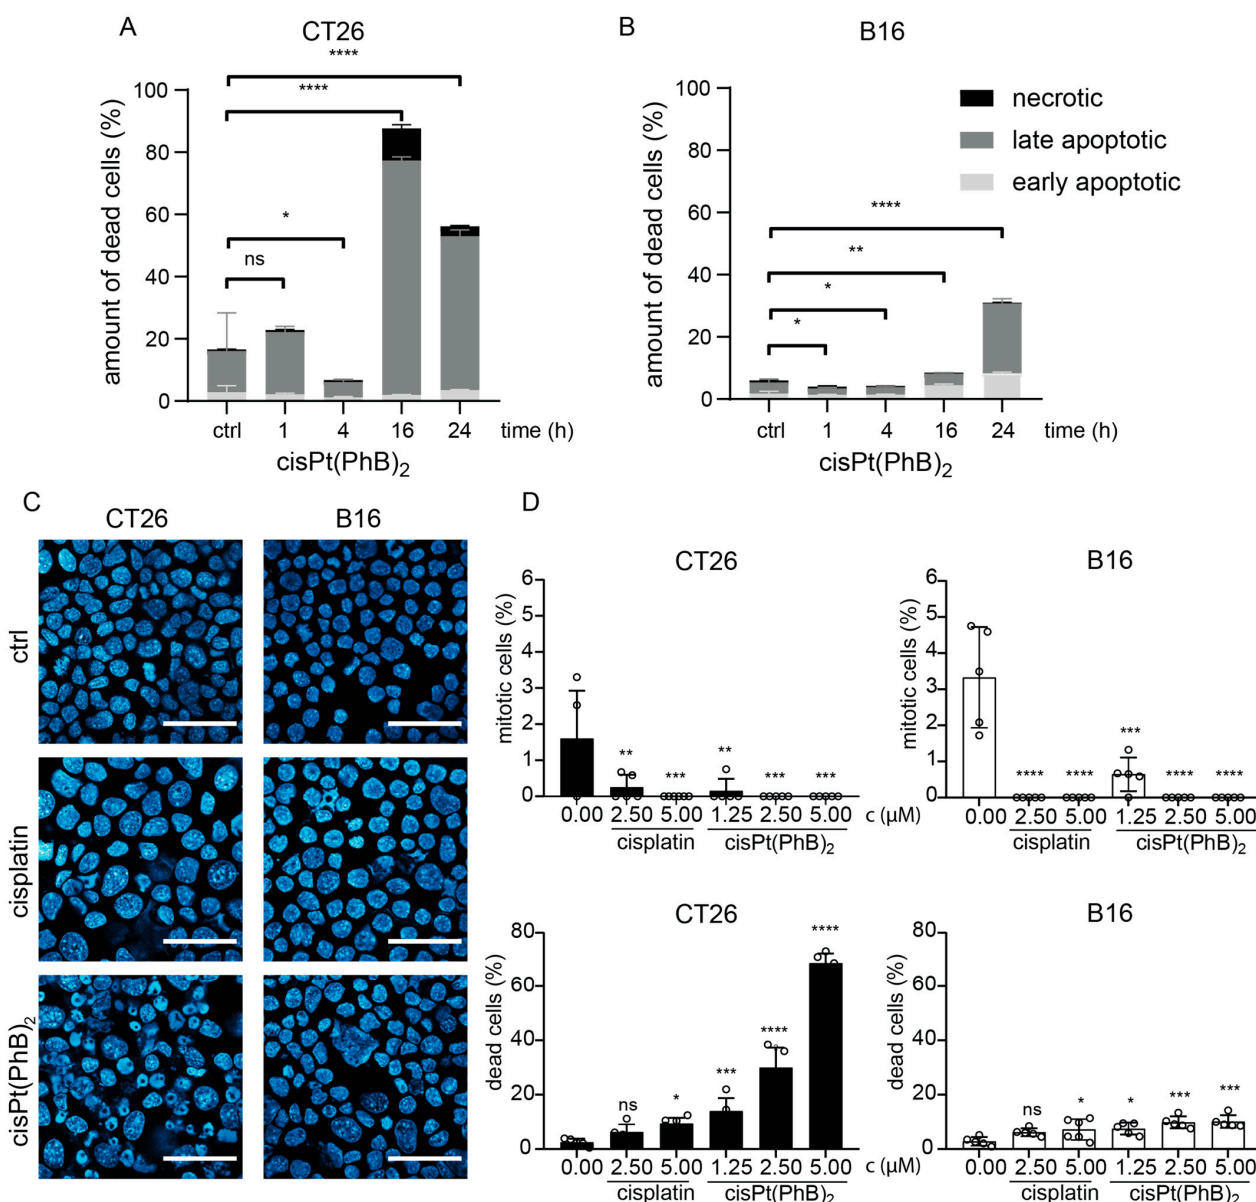 A
CT26
****
****
*
ns
amount of dead cells (%)
100
80
60
40
20
0
ctrl 1 4 16 24 time (h)
cisPt(PhB)2
B
B16
necrotic
late apoptotic
early apoptotic
****
**
*
*
amount of dead cells (%)
100
80
60
40
20
0
ctrl 1 4 16 24 time (h)
cisPt(PhB)2
C
CT26 B16
ctrl
cisplatin
cisPt(PhB)2
D
CT26
mitotic cells (%)
6
5
4
3
2
1
0
** *** ** *** ***
0.00 2.50 5.00 1.25 2.50 5.00 c (μM)
cisplatin cisPt(PhB)2
B16
mitotic cells (%)
6
5
4
3
2
1
0
**** **** *** **** ****
0.00 2.50 5.00 1.25 2.50 5.00
cisplatin cisPt(PhB)2
CT26
dead cells (%)
80
60
40
20
0
ns * *** **** ****
0.00 2.50 5.00 1.25 2.50 5.00 c (μM)
cisplatin cisPt(PhB)2
B16
dead cells (%)
80
60
40
20
0
ns * * *** ***
0.00 2.50 5.00 1.25 2.50 5.00
cisplatin cisPt(PhB)2